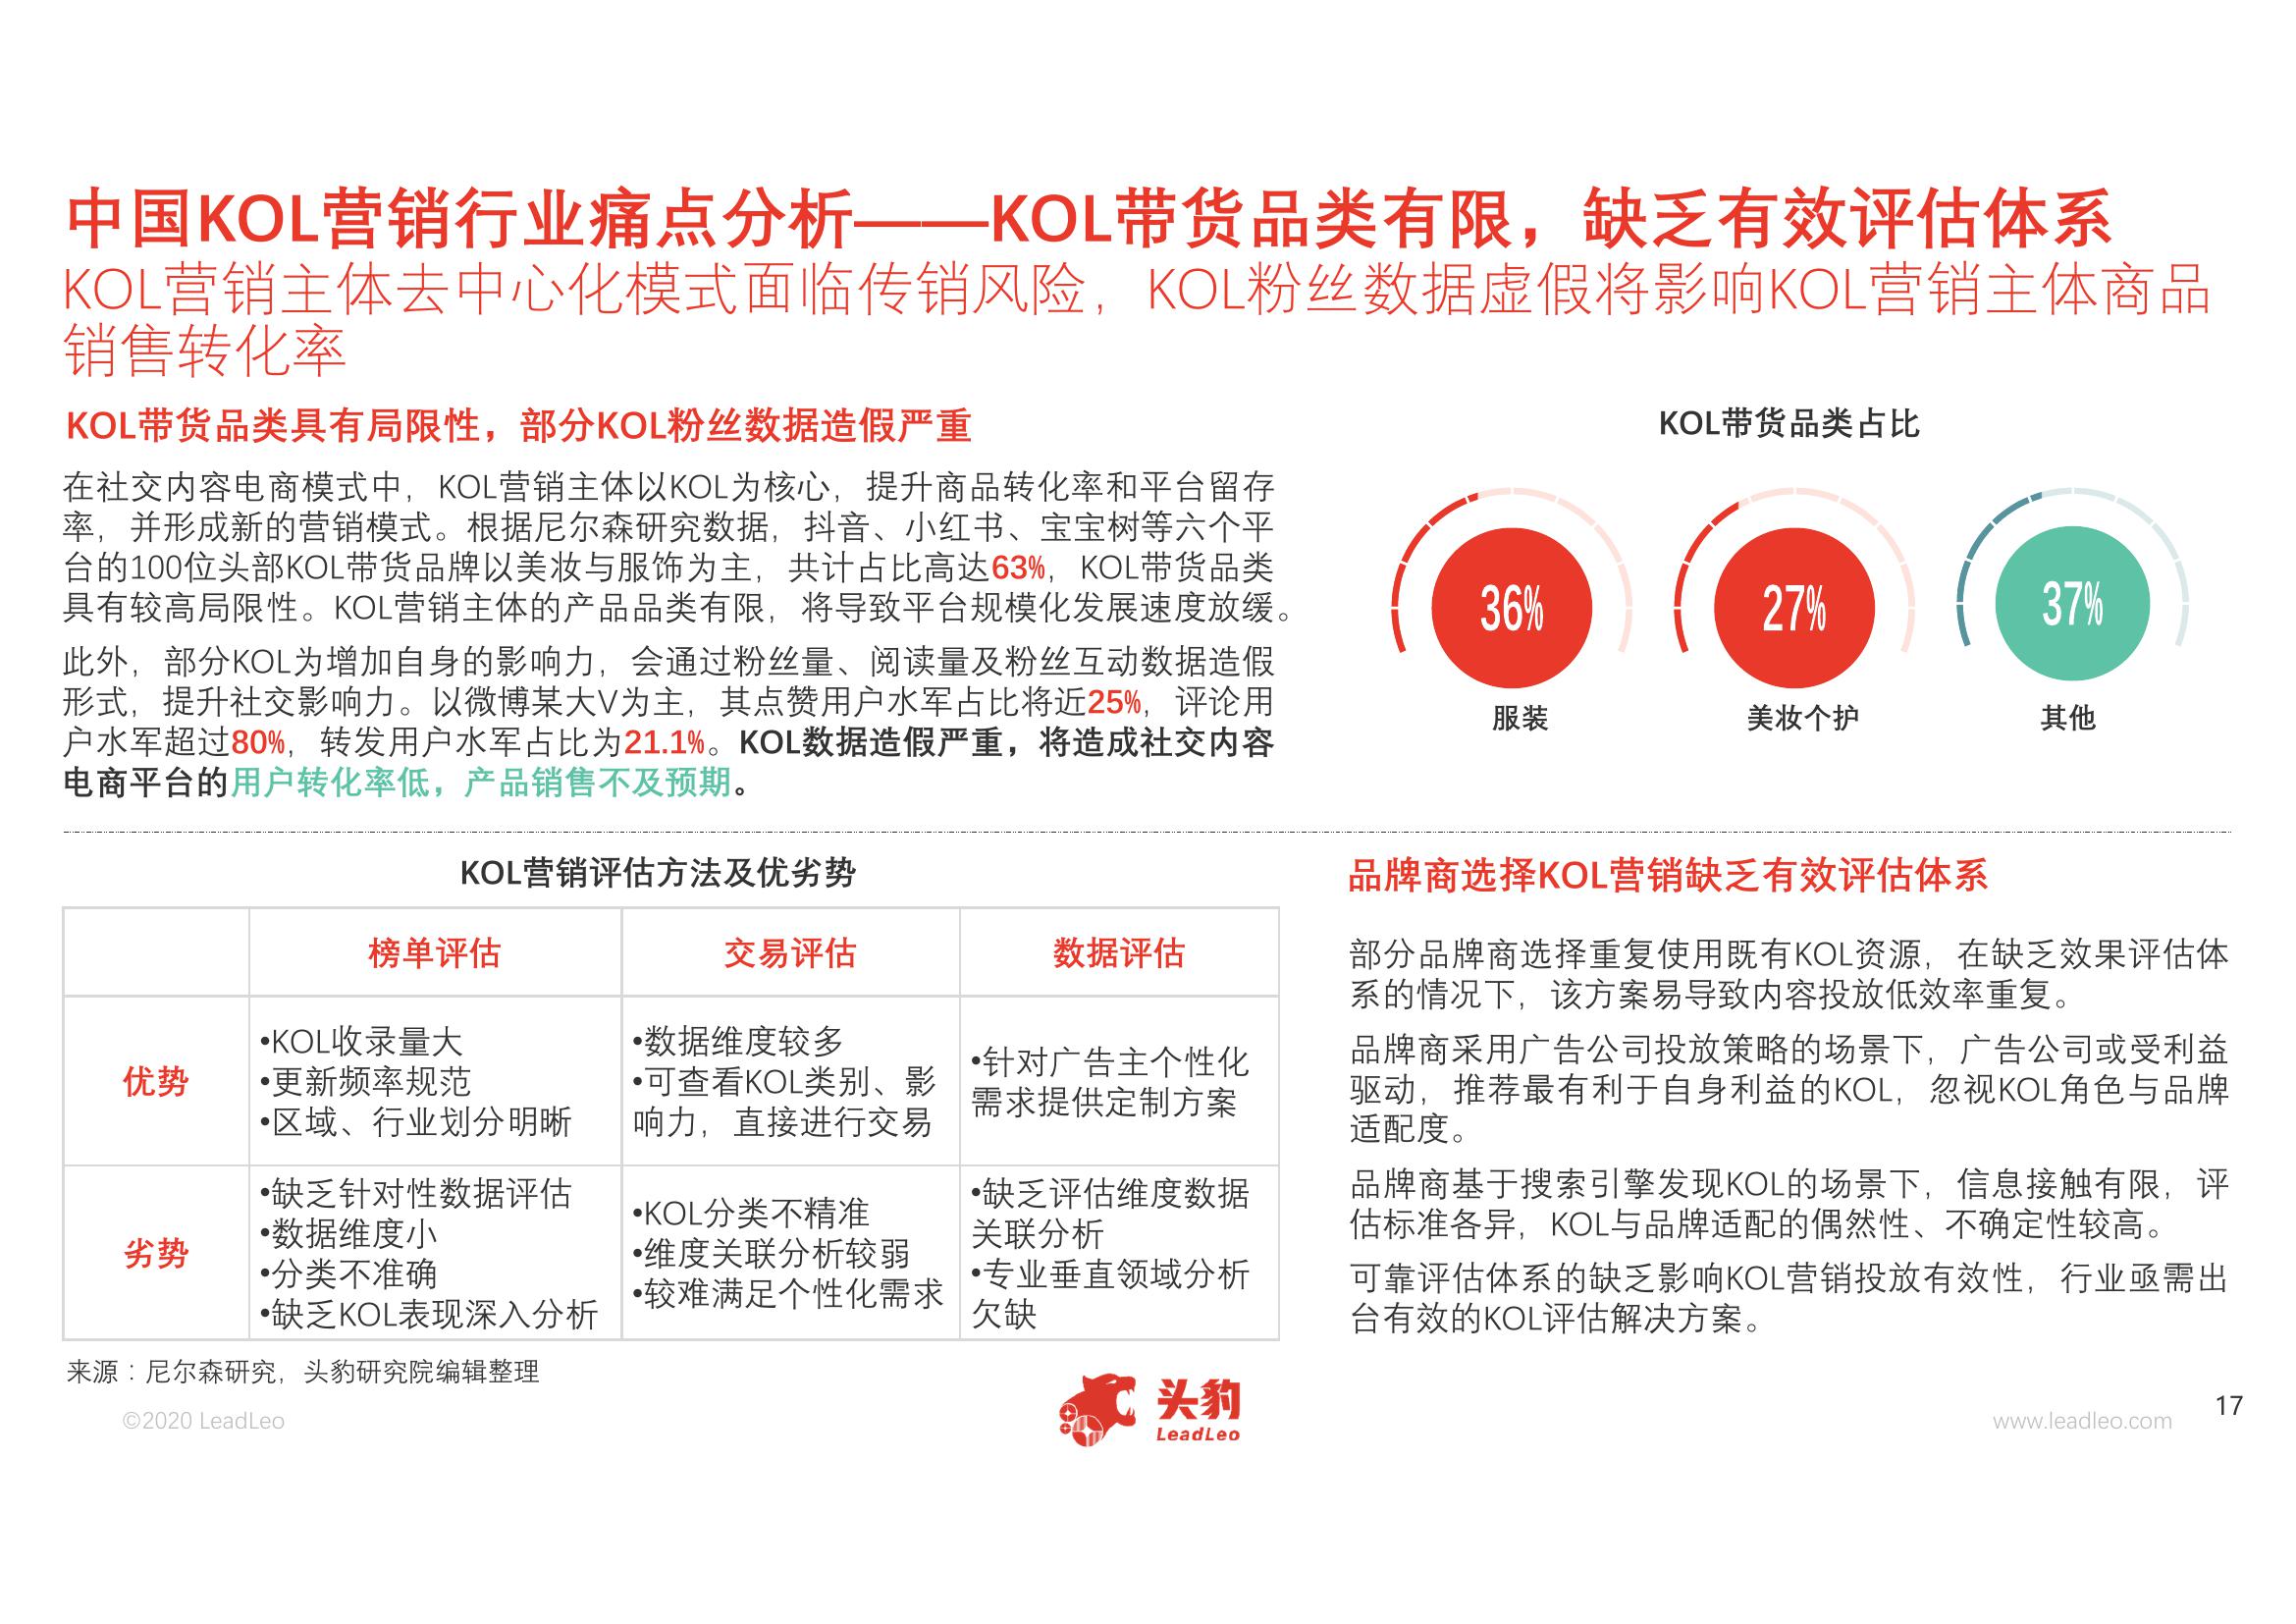 中国KOL营销行业痛点分析——KOL带货品类有限，缺乏有效评估体系
KOL营销主体去中心化模式面临传销风险，KOL粉丝数据虚假将影响KOL营销主体商品
销售转化率
KOL带货品类具有局限性，部分KOL粉丝数据造假严重
在社交内容电商模式中，KOL营销主体以KOL为核心，提升商品转化率和平台留存
率，并形成新的营销模式。根据尼尔森研究数据，抖音、小红书、宝宝树等六个平
台的100位头部KOL带货品牌以美妆与服饰为主，共计占比高达63%，KOL带货品类
具有较高局限性。KOL营销主体的产品品类有限，将导致平台规模化发展速度放缓。
此外，部分KOL为增加自身的影响力，会通过粉丝量、阅读量及粉丝互动数据造假
形式，提升社交影响力。以微博某大V为主，其点赞用户水军占比将近25%，评论用
户水军超过80%，转发用户水军占比为21.1%。KOL数据造假严重，将造成社交内容
电商平台的用户转化率低，产品销售不及预期。
KOL带货品类占比
36%
27%
37%
服装
美妆个护
其他
KOL营销评估方法及优劣势
榜单评估
交易评估
数据评估
优势
•KOL收录量大
•更新频率规范
•区域、行业划分明晰
•数据维度较多
•可查看KOL类别、影
响力，直接进行交易
•针对广告主个性化
需求提供定制方案
劣势
•缺乏针对性数据评估
•数据维度小
•分类不准确
•缺乏KOL表现深入分析
•KOL分类不精准
•维度关联分析较弱
•较难满足个性化需求
•缺乏评估维度数据
关联分析
•专业垂直领域分析
欠缺
品牌商选择KOL营销缺乏有效评估体系
部分品牌商选择重复使用既有KOL资源，在缺乏效果评估体
系的情况下，该方案易导致内容投放低效率重复。
品牌商采用广告公司投放策略的场景下，广告公司或受利益
驱动，推荐最有利于自身利益的KOL，忽视KOL角色与品牌
适配度。
品牌商基于搜索引擎发现KOL的场景下，信息接触有限，评
估标准各异，KOL与品牌适配的偶然性、不确定性较高。
可靠评估体系的缺乏影响KOL营销投放有效性，行业亟需出
台有效的KOL评估解决方案。
来源：尼尔森研究，头豹研究院编辑整理
©2020 LeadLeo
头豹
LeadLeo
www.leadleo.com
17